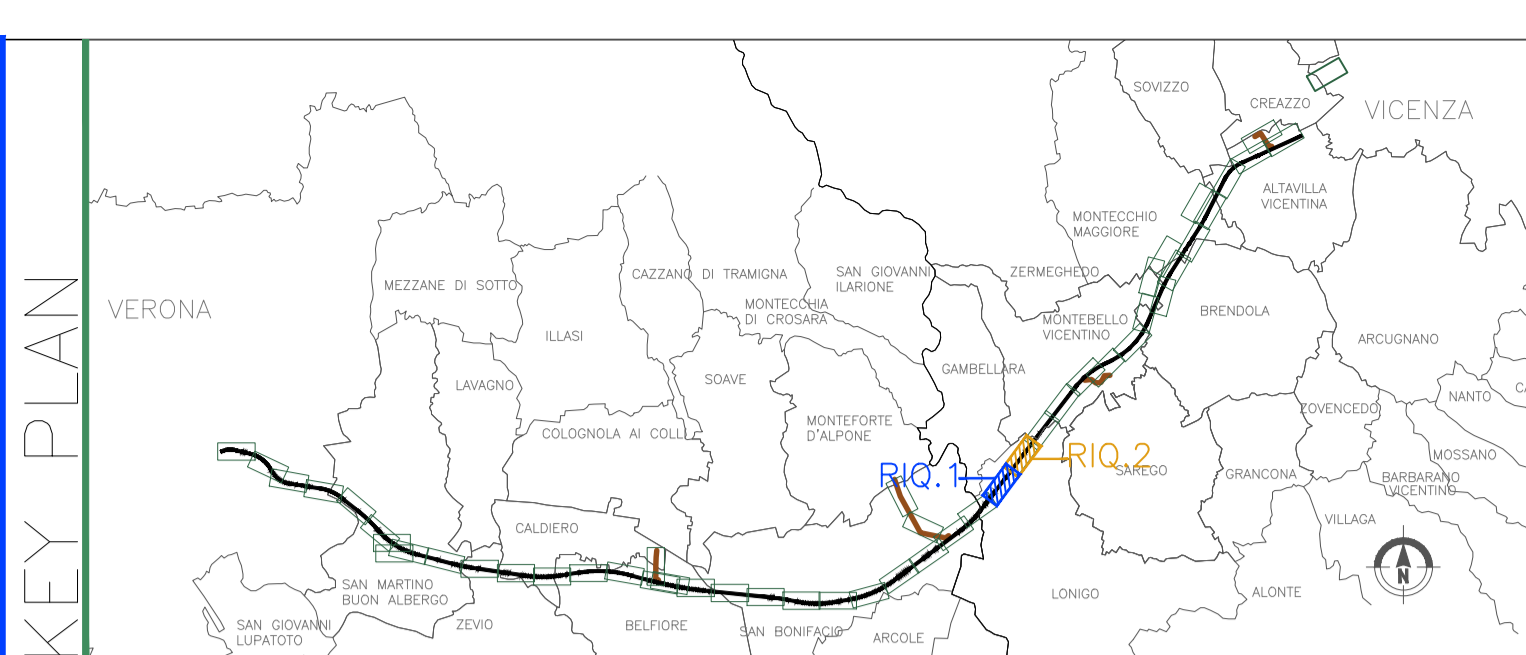 KEY PLAN
SOVIZZO
CREAZZO
VICENZA
ALTAVILLA
VICENTINA
MONTECCHIO
MAGGIORE
MEZZANE DI SOTTO
CAZZANO DI TRAMIGNA
SAN GIOVANNI
ILARIONE
ZERMEGHEDO
VERONA
MONTECCHIA
DI CROSARA
MONTEBELLO
VICENTINO
BRENDOLA
ILLASI
ARCUGNANO
GAMBELLARA
LAVAGNO
SOAVE
NANTO
ZOVENCEDO
MONTEFORTE
D'ALPONE
COLOGNOLA AI COLLI
RIQ.1
RIQ.2
MOSSANO
SAREGO
GRANCONA
BARBARANO
VICENTINO
VILLAGA
CALDIERO
N
SAN MARTINO
BUON ALBERGO
LONIGO
ALONTE
SAN GIOVANNI
LUPATOTO
ZEVIO
BELFIORE
SAN BONIFACIO
ARCOLE